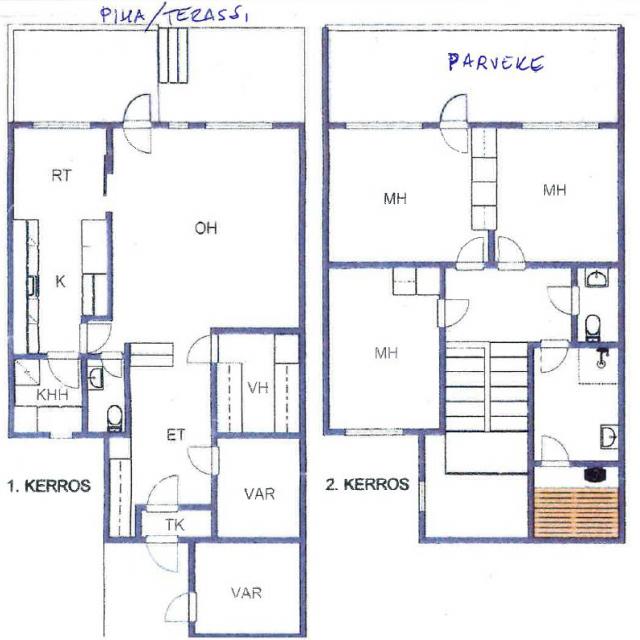 PIHA/TERASSI
PARVEKE
RT
MH
MH
OH
K
MH
KHH
VH
ET
1. KERROS
VAR
2. KERROS
TK
VAR